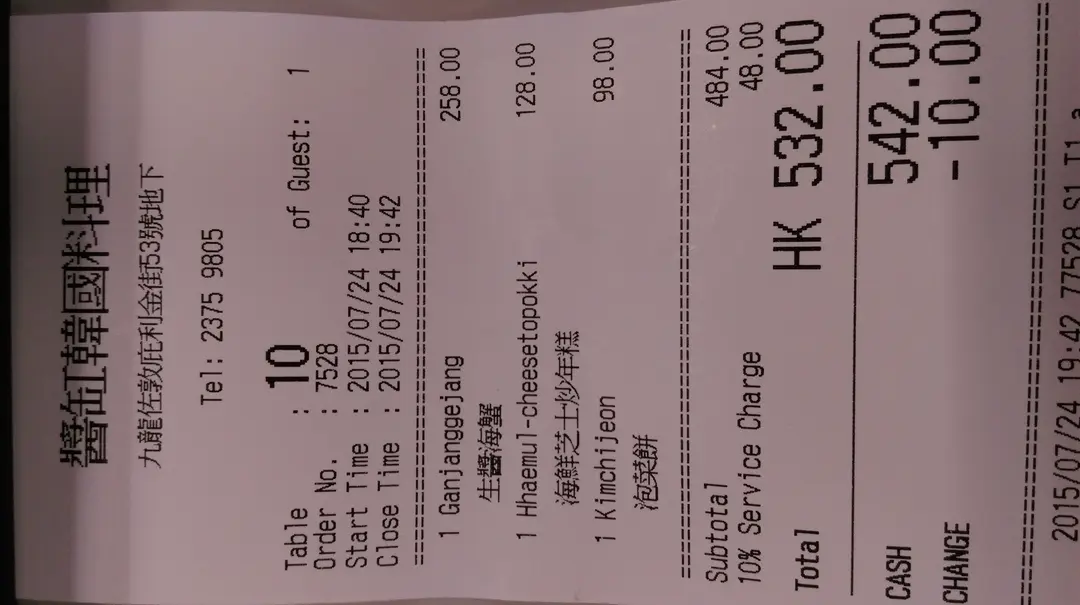 醬缸韓國料理
九龍佐敦庇利金街53號地下
Tel: 2375 9805
Table : 10 of Guest: 1
Order No. : 7528
Start Time : 2015/07/24 18:40
Close Time : 2015/07/24 19:42
1 Ganjanggejang 258.00
生醬海蟹
1 Hhaemul-cheesetopokki 128.00
海鮮芝士炒年糕
1 Kimchijeon 98.00
泡菜餅
Subtotal 484.00
10% Service Charge 48.00
Total HK 532.00
CASH 542.00
CHANGE -10.00
2015/07/24 19:42 77528 S1 T1